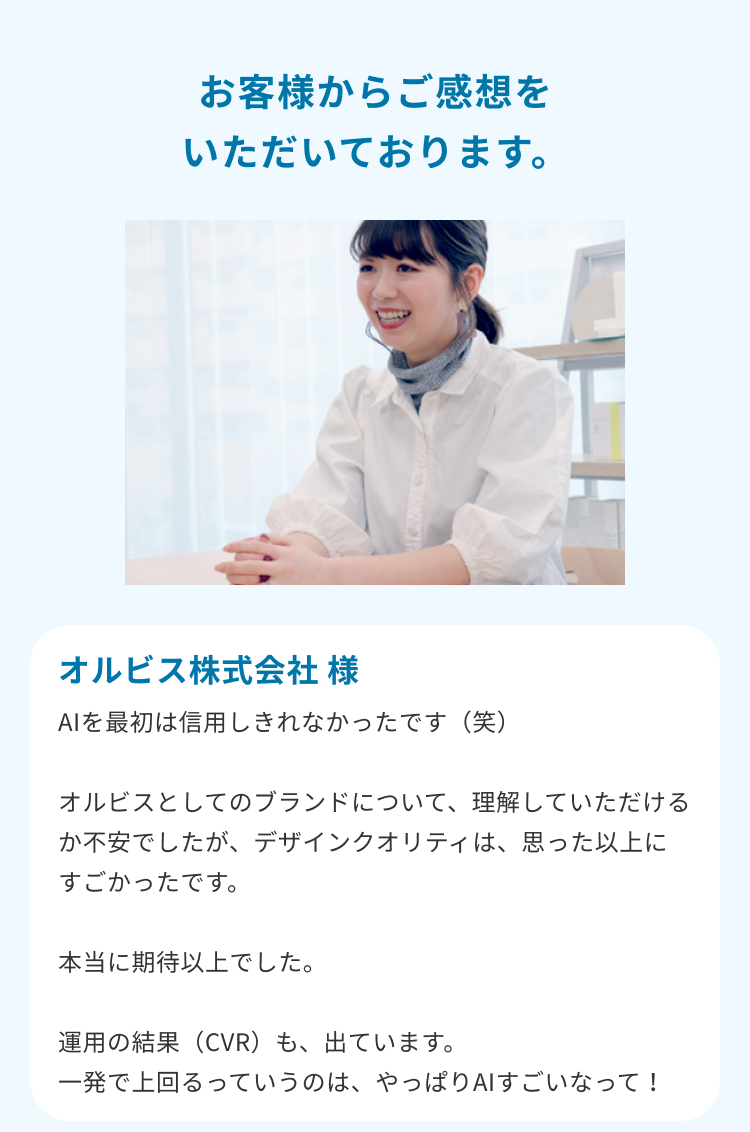 お客様からご感想を
いただいております。
オルビス株式会社 様
AIを最初は信用しきれなかったです（笑）
オルビスとしてのブランドについて、理解していただける
か不安でしたが、デザインクオリティは、思った以上に
すごかったです。
本当に期待以上でした。
運用の結果（CVR）も、出ています。
一発で上回るっていうのは、やっぱりAIすごいなって！